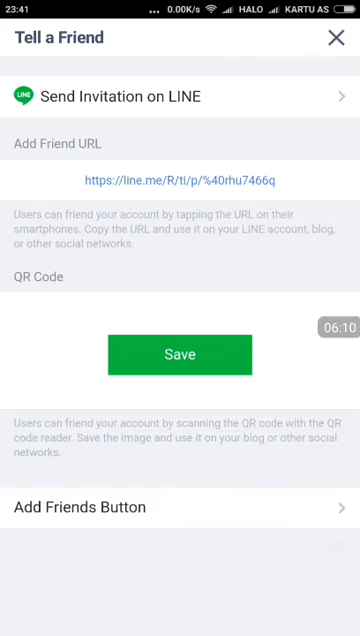 23:41 ... 0.00K/s HALO KARTU AS
Tell a Friend
LINE Send Invitation on LINE
Add Friend URL
https://line.me/R/ti/p/%40rhu7466q
Users can friend your account by tapping the URL on their
smartphones. Copy the URL and use it on your LINE account, blog,
or other social networks.
QR Code
06:10
Save
Users can friend your account by scanning the QR code with the QR
code reader. Save the image and use it on your blog or other social
networks.
Add Friends Button